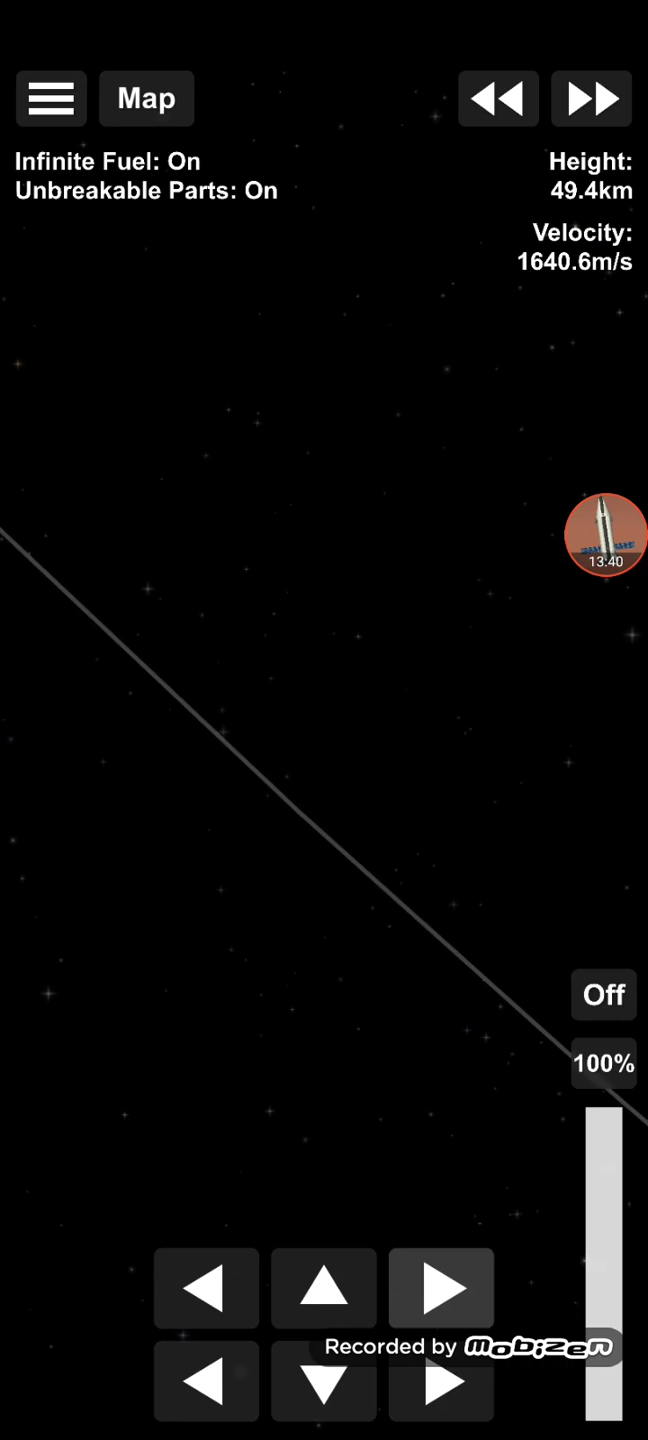 Map
Infinite Fuel: On
Unbreakable Parts: On
Height:
49.4km
Velocity:
1640.6m/s
13:40
Off
100%
Recorded by mobizen